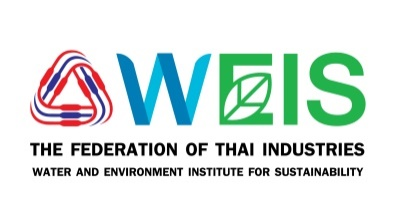 WEIS
THE FEDERATION OF THAI INDUSTRIES
WATER AND ENVIRONMENT INSTITUTE FOR SUSTAINABILITY